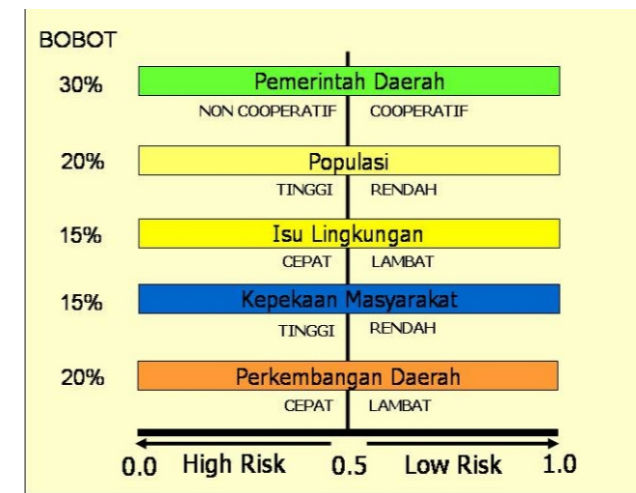 BOBOT
30% Pemerintah Daerah
NON COOPERATIF COOPERATIF
20% Populasi
TINGGI RENDAH
15% Isu Lingkungan
CEPAT LAMBAT
15% Kepekaan Masyarakat
TINGGI RENDAH
20% Perkembangan Daerah
CEPAT LAMBAT
0.0 High Risk 0.5 Low Risk 1.0